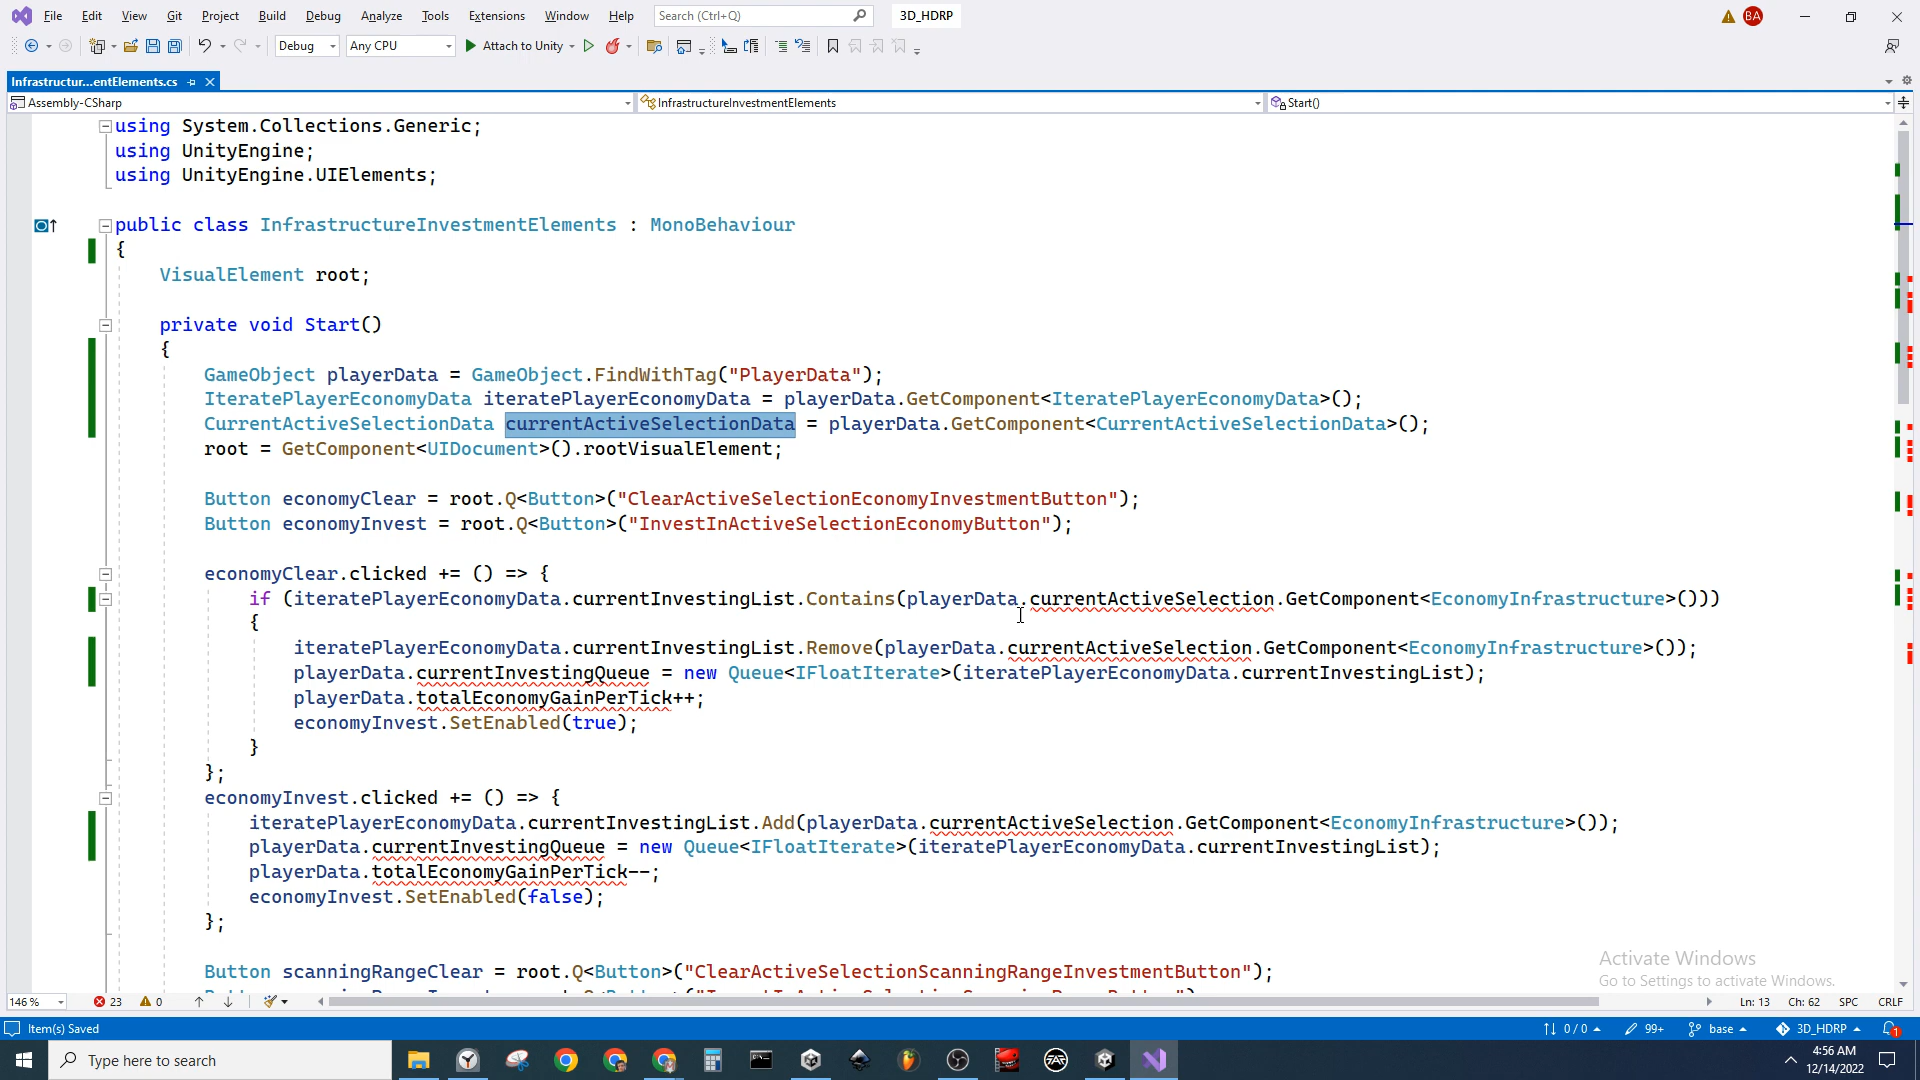 File Edit View Git Project Build Debug Analyze Tools Extensions Window Help Search (Ctrl+Q) 3D_HDRP BA
Debug Any CPU Attach to Unity
Infrastructur...entElements.cs
Assembly-CSharp InfrastructureInvestmentElements Start()
using System.Collections.Generic;
using UnityEngine;
using UnityEngine.UIElements;
public class InfrastructureInvestmentElements : MonoBehaviour
{
VisualElement root;
private void Start()
{
GameObject playerData = GameObject.FindWithTag("PlayerData");
IteratePlayerEconomyData iteratePlayerEconomyData = playerData.GetComponent<IteratePlayerEconomyData>();
CurrentActiveSelectionData currentActiveSelectionData = playerData.GetComponent<CurrentActiveSelectionData>();
root = GetComponent<UIDocument>().rootVisualElement;
Button economyClear = root.Q<Button>("ClearActiveSelectionEconomyInvestmentButton");
Button economyInvest = root.Q<Button>("InvestInActiveSelectionEconomyButton");
economyClear.clicked += () => {
if (iteratePlayerEconomyData.currentInvestingList.Contains(playerData.currentActiveSelection.GetComponent<EconomyInfrastructure>()))
{
iteratePlayerEconomyData.currentInvestingList.Remove(playerData.currentActiveSelection.GetComponent<EconomyInfrastructure>());
playerData.currentInvestingQueue = new Queue<IFloatIterate>(iteratePlayerEconomyData.currentInvestingList);
playerData.totalEconomyGainPerTick++;
economyInvest.SetEnabled(true);
}
};
economyInvest.clicked += () => {
iteratePlayerEconomyData.currentInvestingList.Add(playerData.currentActiveSelection.GetComponent<EconomyInfrastructure>());
playerData.currentInvestingQueue = new Queue<IFloatIterate>(iteratePlayerEconomyData.currentInvestingList);
playerData.totalEconomyGainPerTick--;
economyInvest.SetEnabled(false);
};
Button scanningRangeClear = root.Q<Button>("ClearActiveSelectionScanningRangeInvestmentButton");
Activate Windows
Go to Settings to activate Windows.
146 % 23 0 Ln: 13 Ch: 62 SPC CRLF
Item(s) Saved 0 / 0 99+ base 3D_HDRP 1
Type here to search 4:56 AM
12/14/2022